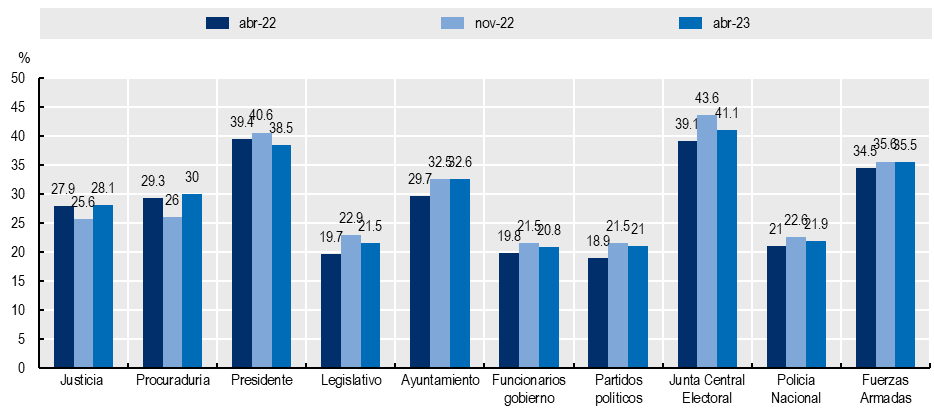 abr-22 nov-22 abr-23
%
50
45
40
35
30
25
20
15
10
5
0
27.9 25.6 28.1
29.3 26 30
39.4 40.6 38.5
19.7 22.9 21.5
29.7 32.5 32.6
19.8 21.5 20.8
18.9 21.5 21
39.1 43.6 41.1
21 22.6 21.9
34.5 35.6 35.5
Justicia Procuraduría Presidente Legislativo Ayuntamiento Funcionarios Partidos Junta Central Policía Fuerzas
gobierno políticos Electoral Nacional Armadas